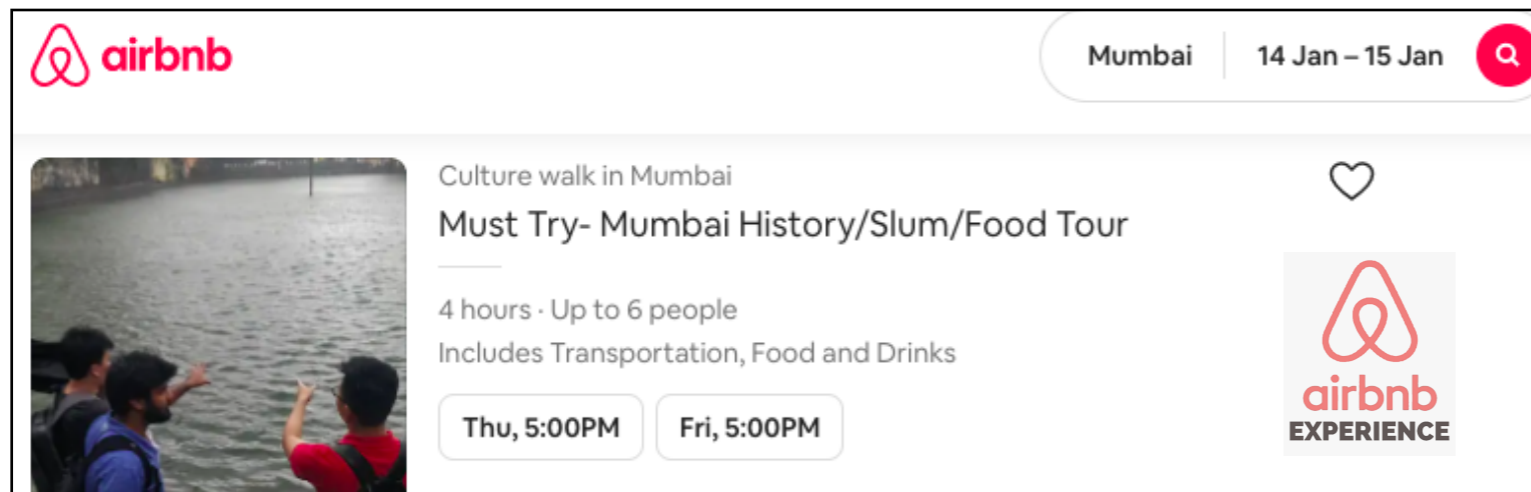 airbnb
Mumbai
14 Jan – 15 Jan
Culture walk in Mumbai
Must Try- Mumbai History/Slum/Food Tour
4 hours · Up to 6 people
Includes Transportation, Food and Drinks
Thu, 5:00PM
Fri, 5:00PM
airbnb
EXPERIENCE